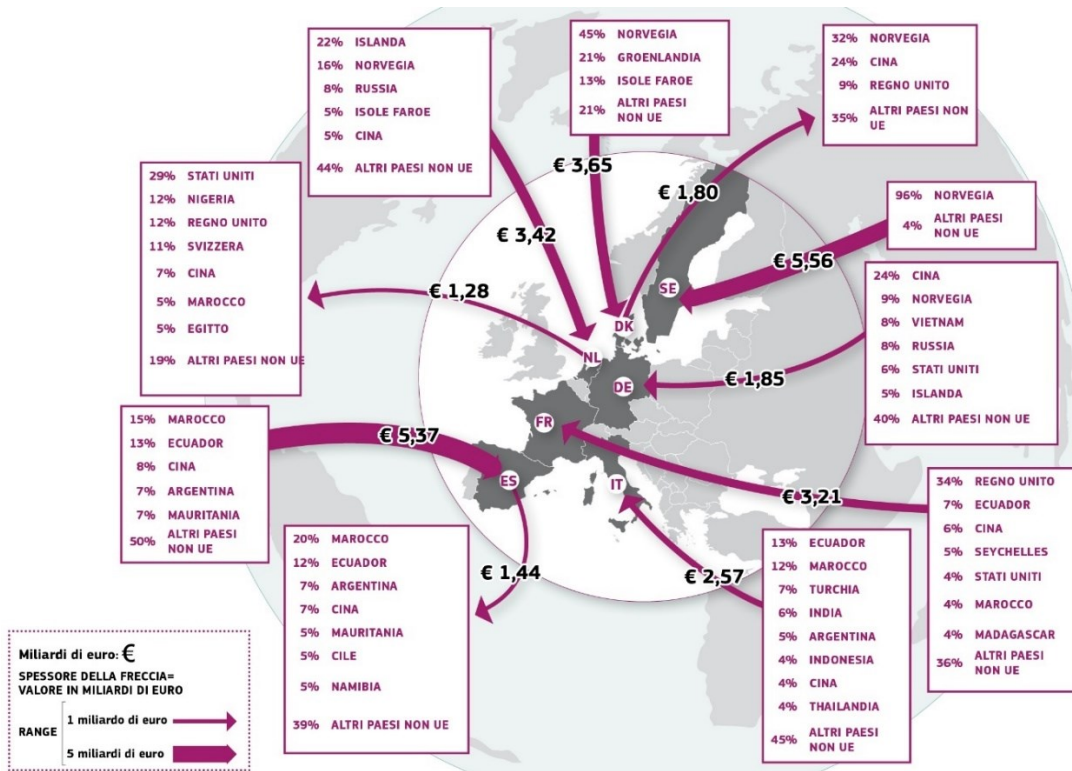 22% ISLANDA
16% NORVEGIA
8% RUSSIA
5% ISOLE FAROE
5% CINA
44% ALTRI PAESI NON UE
45% NORVEGIA
21% GROENLANDIA
13% ISOLE FAROE
21% ALTRI PAESI
NON UE
32% NORVEGIA
24% CINA
9% REGNO UNITO
35% ALTRI PAESI NON
UE
29% STATI UNITI
12% NIGERIA
12% REGNO UNITO
11% SVIZZERA
7% CINA
5% MAROCCO
5% EGITTO
19% ALTRI PAESI NON UE
€ 3,65
€ 1,80
€ 3,42
€ 1,28
96% NORVEGIA
4% ALTRI PAESI
NON UE
€ 5,56
SE
DK
NL
DE
€ 1,85
24% CINA
9% NORVEGIA
8% VIETNAM
8% RUSSIA
6% STATI UNITI
5% ISLANDA
40% ALTRI PAESI NON UE
15% MAROCCO
13% ECUADOR
8% CINA
7% ARGENTINA
7% MAURITANIA
50% ALTRI PAESI
NON UE
€ 5,37
FR
ES
IT
€ 3,21
34% REGNO UNITO
7% ECUADOR
6% CINA
5% SEYCHELLES
4% STATI UNITI
4% MAROCCO
4% MADAGASCAR
36% ALTRI PAESI
NON UE
20% MAROCCO
12% ECUADOR
7% ARGENTINA
7% CINA
5% MAURITANIA
5% CILE
5% NAMIBIA
39% ALTRI PAESI NON UE
€ 1,44
€ 2,57
13% ECUADOR
12% MAROCCO
7% TURCHIA
6% INDIA
5% ARGENTINA
4% INDONESIA
4% CINA
4% THAILANDIA
45% ALTRI PAESI
NON UE
Miliardi di euro: €
SPESSORE DELLA FRECCIA=
VALORE IN MILIARDI DI EURO
RANGE
1 miliardo di euro
5 miliardi di euro